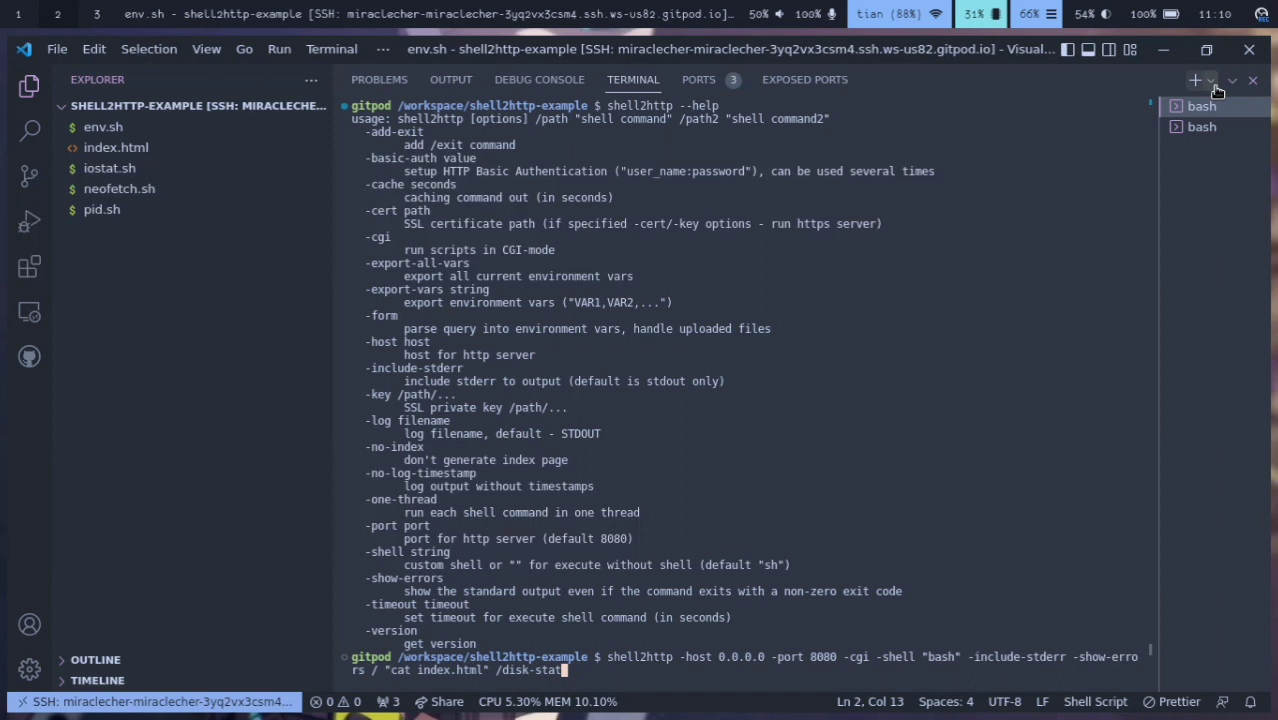 1 2 3 env.sh - shell2http-example [SSH: miraclecher-miraclecher-3yq2vx3csm4.ssh.ws-us82.gitpod.io]... 50% 100% tian (88%) 31% 66% 54% 100% 11:10
File Edit Selection View Go Run Terminal ··· env.sh - shell2http-example [SSH: miraclecher-miraclecher-3yq2vx3csm4.ssh.ws-us82.gitpod.io] - Visual...
EXPLORER ···
SHELL2HTTP-EXAMPLE [SSH: MIRACLECHE...
env.sh
index.html
iostat.sh
neofetch.sh
pid.sh
OUTLINE
TIMELINE
PROBLEMS OUTPUT DEBUG CONSOLE TERMINAL PORTS 3 EXPOSED PORTS
gitpod /workspace/shell2http-example $ shell2http --help
usage: shell2http [options] /path "shell command" /path2 "shell command2"
-add-exit
add /exit command
-basic-auth value
setup HTTP Basic Authentication ("user_name:password"), can be used several times
-cache seconds
caching command out (in seconds)
-cert path
SSL certificate path (if specified -cert/-key options - run https server)
-cgi
run scripts in CGI-mode
-export-all-vars
export all current environment vars
-export-vars string
export environment vars ("VAR1,VAR2,...")
-form
parse query into environment vars, handle uploaded files
-host host
host for http server
-include-stderr
include stderr to output (default is stdout only)
-key /path/...
SSL private key /path/...
-log filename
log filename, default - STDOUT
-no-index
don't generate index page
-no-log-timestamp
log output without timestamps
-one-thread
run each shell command in one thread
-port port
port for http server (default 8080)
-shell string
custom shell or "" for execute without shell (default "sh")
-show-errors
show the standard output even if the command exits with a non-zero exit code
-timeout timeout
set timeout for execute shell command (in seconds)
-version
get version
gitpod /workspace/shell2http-example $ shell2http -host 0.0.0.0 -port 8080 -cgi -shell "bash" -include-stderr -show-erro
rs / "cat index.html" /disk-stat
bash
bash
SSH: miraclecher-miraclecher-3yq2vx3csm4... 0 0 3 Share CPU 5.30% MEM 10.10% Ln 2, Col 13 Spaces: 4 UTF-8 LF Shell Script Prettier